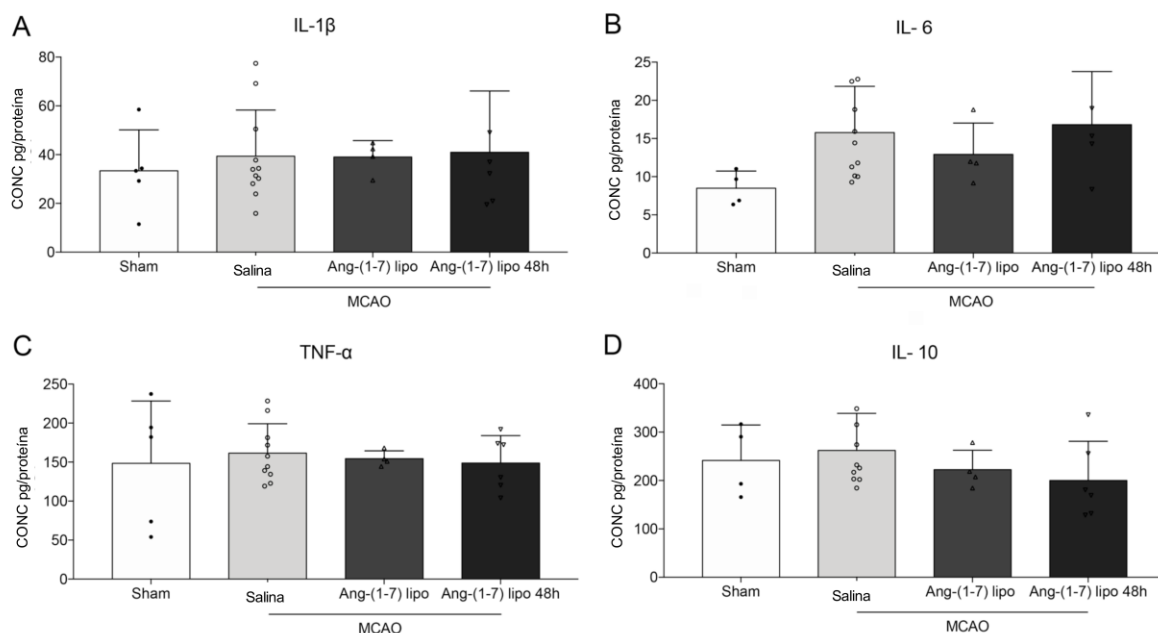 A
IL-1β
CONC pg/proteína
80
60
40
20
0
Sham
Salina
Ang-(1-7) lipo
Ang-(1-7) lipo 48h
MCAO
B
IL- 6
CONC pg/proteína
25
20
15
10
5
0
Sham
Salina
Ang-(1-7) lipo
Ang-(1-7) lipo 48h
MCAO
C
TNF-α
CONC pg/proteína
250
200
150
100
50
0
Sham
Salina
Ang-(1-7) lipo
Ang-(1-7) lipo 48h
MCAO
D
IL- 10
CONC pg/proteína
400
300
200
100
0
Sham
Salina
Ang-(1-7) lipo
Ang-(1-7) lipo 48h
MCAO